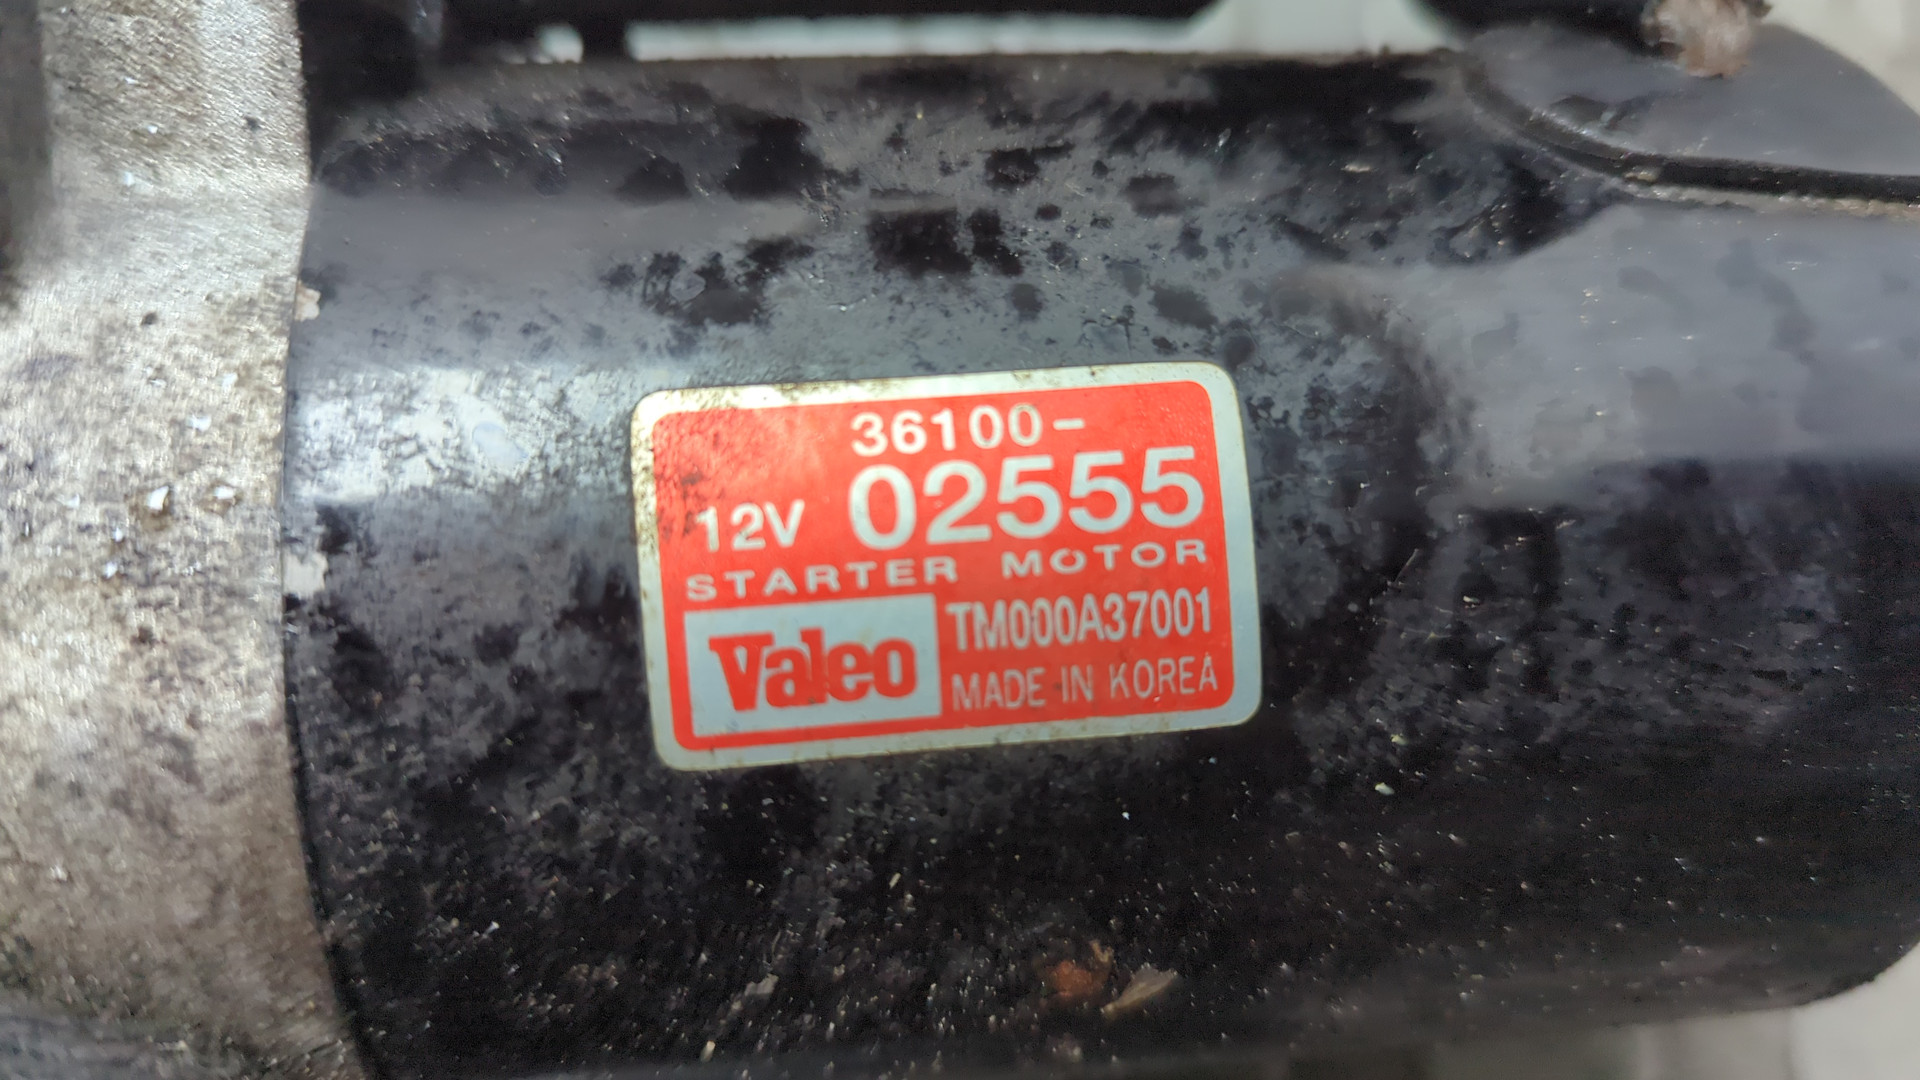 36100-
12V 02555
STARTER MOTOR
Valeo TM000A37001
MADE IN KOREA